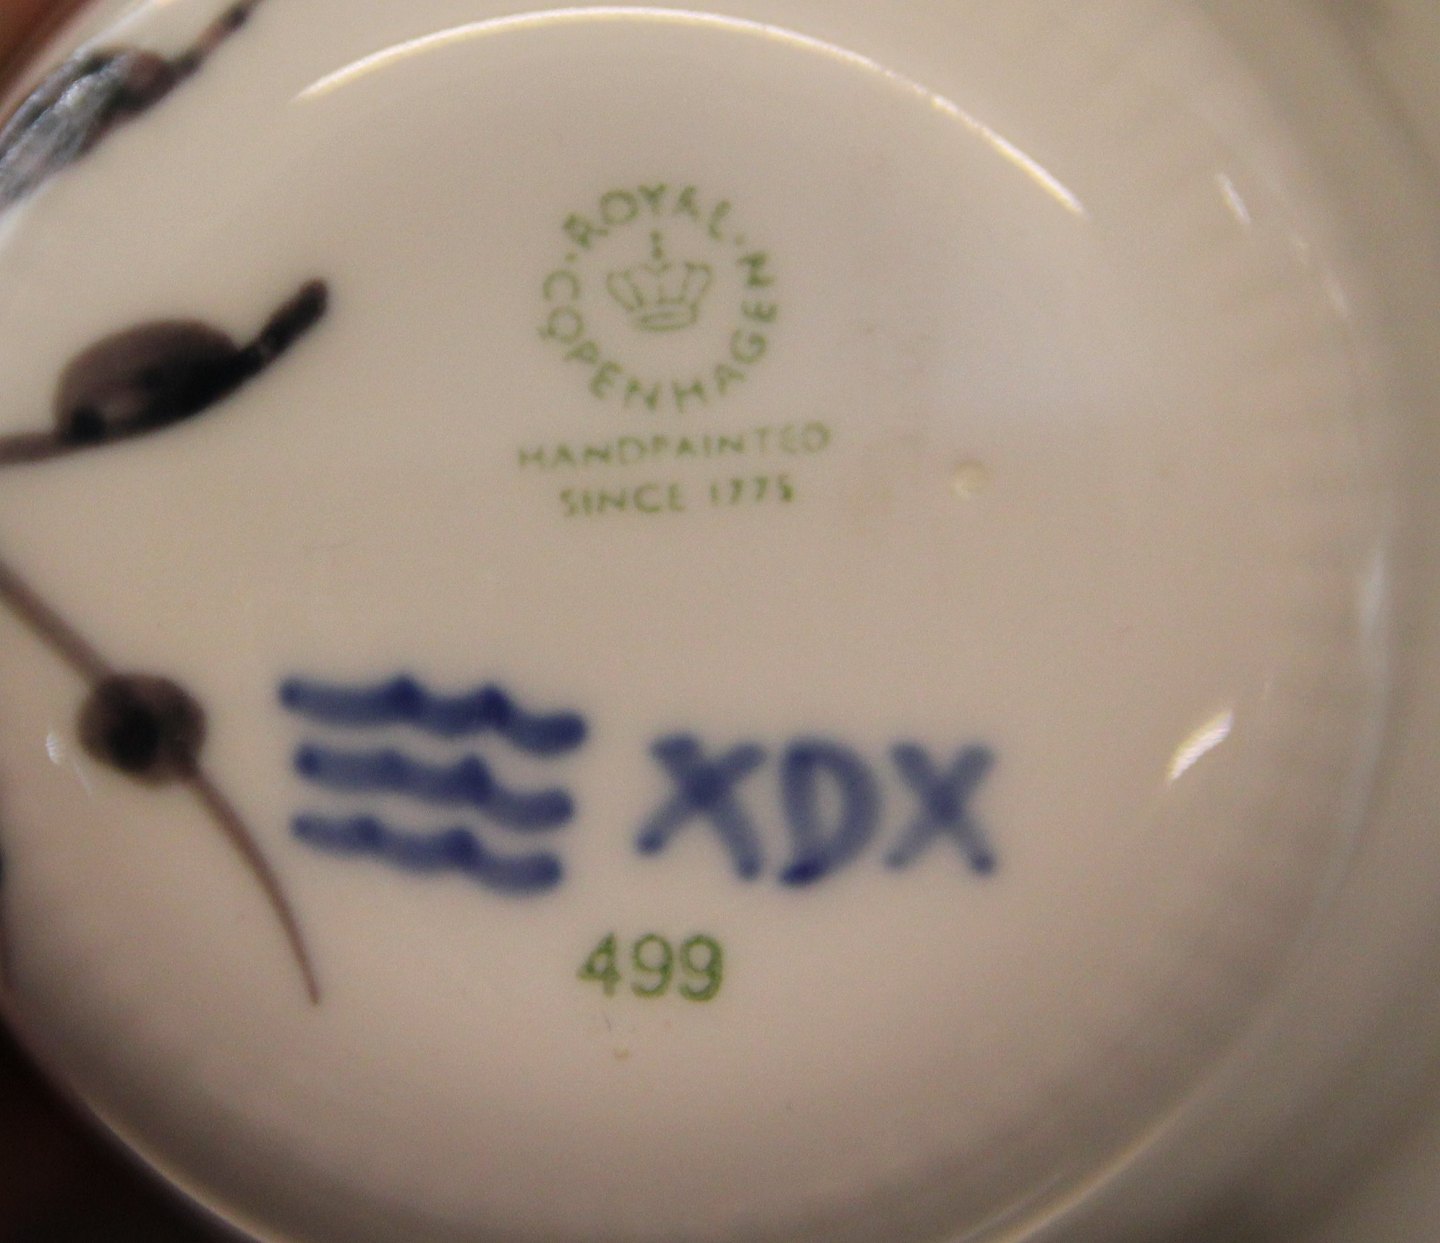 ROYAL
COPENHAGEN
HANDPAINTED
SINCE 1775
XDX
499